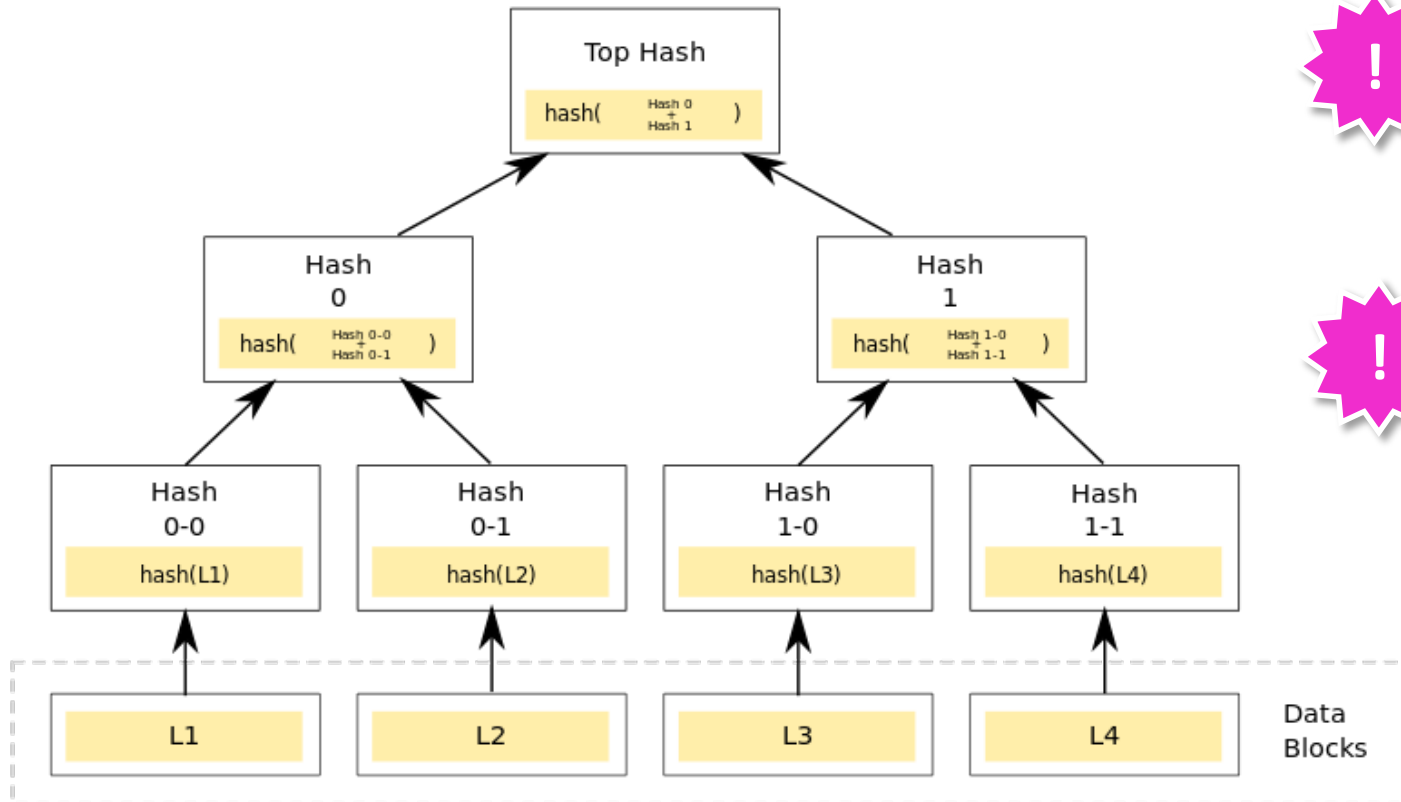 Top Hash
hash( Hash 0 + Hash 1 )
!
Hash
0
hash( Hash 0-0 + Hash 0-1 )
Hash
1
hash( Hash 1-0 + Hash 1-1 )
!
Hash
0-0
hash(L1)
Hash
0-1
hash(L2)
Hash
1-0
hash(L3)
Hash
1-1
hash(L4)
L1
L2
L3
L4
Data
Blocks